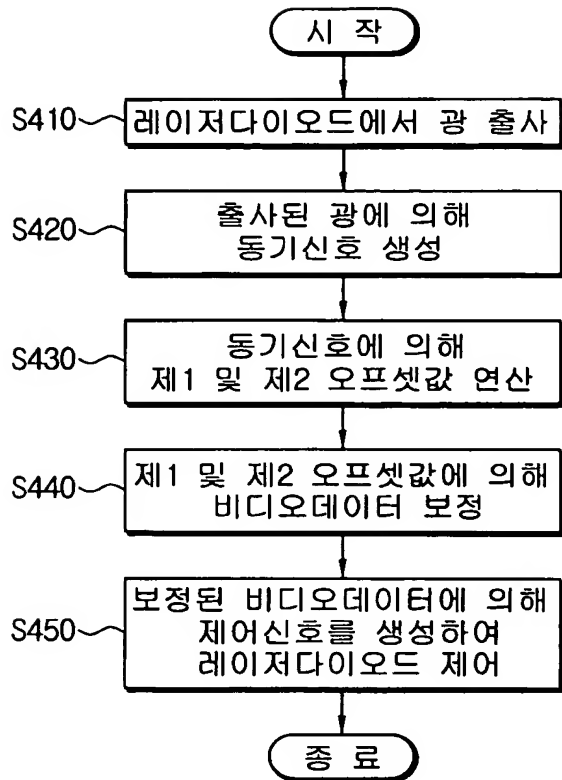 시 작
S410
레이저다이오드에서 광 출사
S420
출사된 광에 의해
동기신호 생성
S430
동기신호에 의해
제1 및 제2 오프셋값 연산
S440
제1 및 제2 오프셋값에 의해
비디오데이터 보정
S450
보정된 비디오데이터에 의해
제어신호를 생성하여
레이저다이오드 제어
종 료